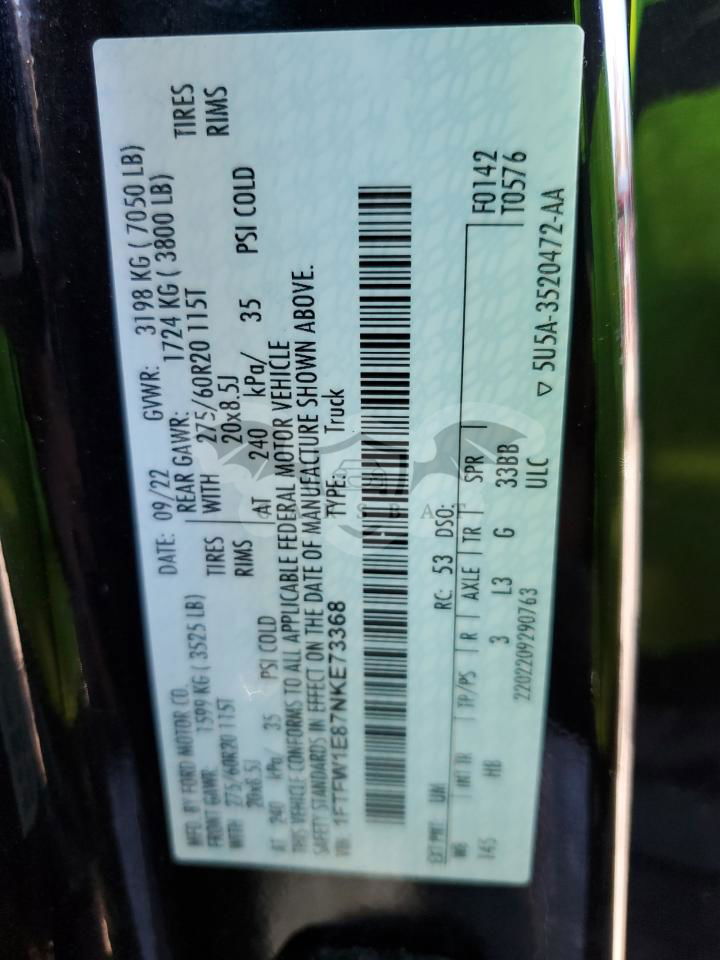 MFD. BY FORD MOTOR CO.
DATE: 09/22 GVWR: 3198 KG ( 7050 LB)
FRONT GAWR: 1599 KG ( 3525 LB) REAR GAWR: 1724 KG ( 3800 LB)
WITH 275/60R20 115T TIRES WITH 275/60R20 115T TIRES
20x8.5J RIMS 20x8.5J RIMS
AT 240 kPa/ 35 PSI COLD AT 240 kPa/ 35 PSI COLD
THIS VEHICLE CONFORMS TO ALL APPLICABLE FEDERAL MOTOR VEHICLE
SAFETY STANDARDS IN EFFECT ON THE DATE OF MANUFACTURE SHOWN ABOVE.
VIN: 1FTFW1E87NKE73368 TYPE: Truck
EXT PNT: UM RC: 53 DSO: F0142
WB INT TR TP/PS R AXLE TR SPR T0576
145 HB 3 L3 G 33BB
2202209290763 ULC ▽ 5U5A-3520472-AA